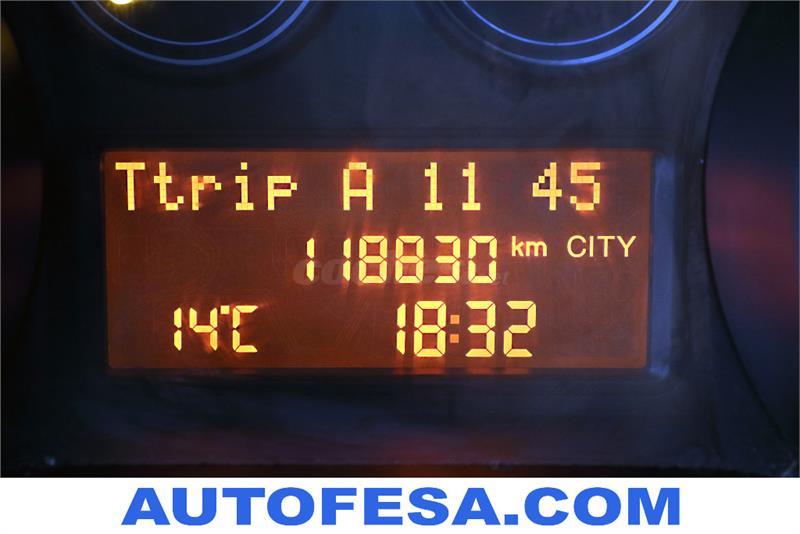 Ttrip A 11 45
118830 km CITY
14°C 18:32
AUTOFESA.COM